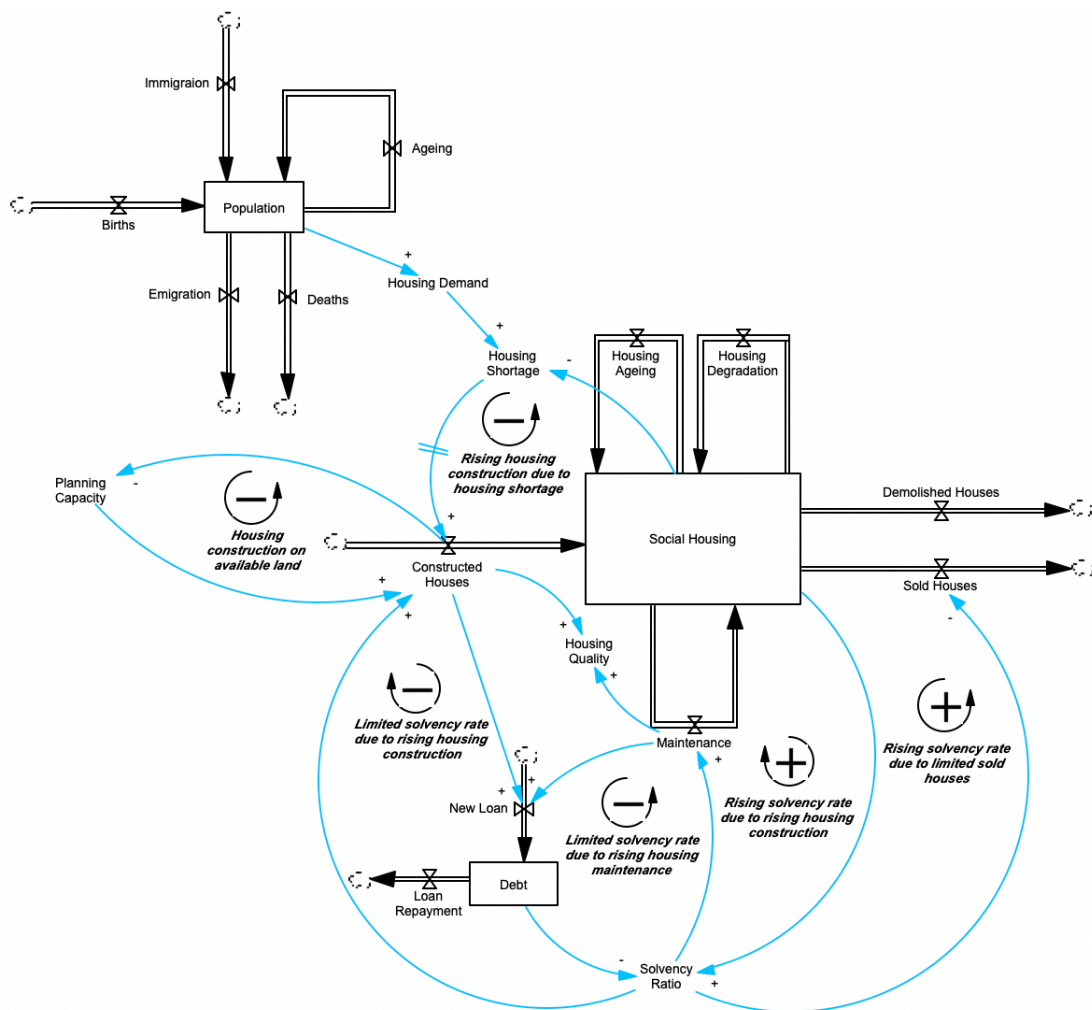 Immigraion
Ageing
Population
Births
+
Housing Demand
Emigration
Deaths
+
Housing
Shortage
-
Housing
Ageing
Housing
Degradation
−
Rising housing
construction due to
housing shortage
Planning
Capacity
-
−
Housing
construction on
available land
+
Constructed
Houses
+
+
Social Housing
Demolished Houses
Sold Houses
-
+
Housing
Quality
+
−
Limited solvency rate
due to rising housing
construction
Maintenance
+
+
Rising solvency rate
due to rising housing
construction
+
Rising solvency rate
due to limited sold
houses
+
+
New Loan
−
Limited solvency rate
due to rising housing
maintenance
Debt
Loan
Repayment
-
Solvency
Ratio
+